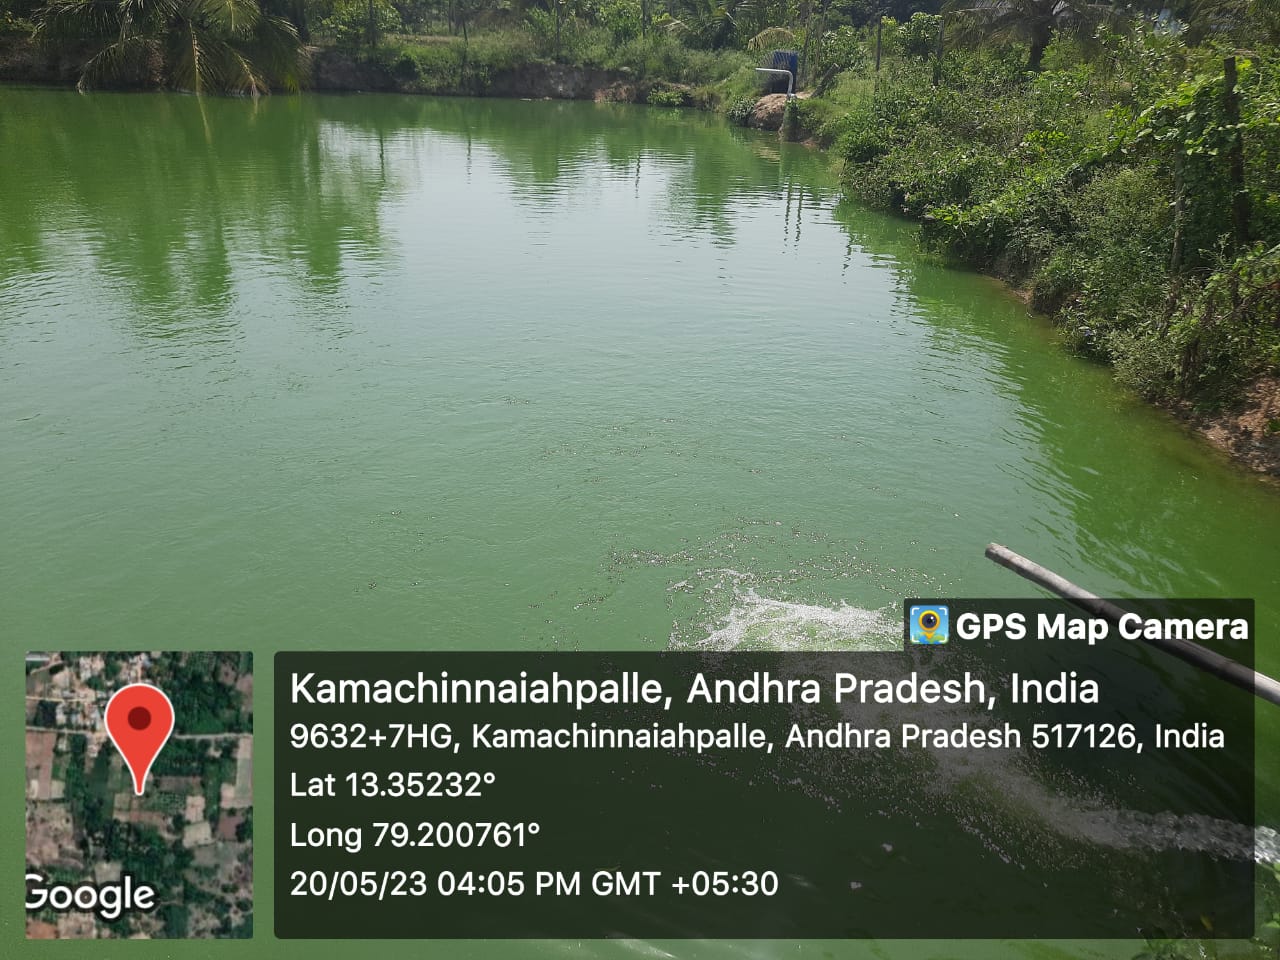 GPS Map Camera
Kamachinnaiahpalle, Andhra Pradesh, India
9632+7HG, Kamachinnaiahpalle, Andhra Pradesh 517126, India
Lat 13.35232°
Long 79.200761°
20/05/23 04:05 PM GMT +05:30
Google